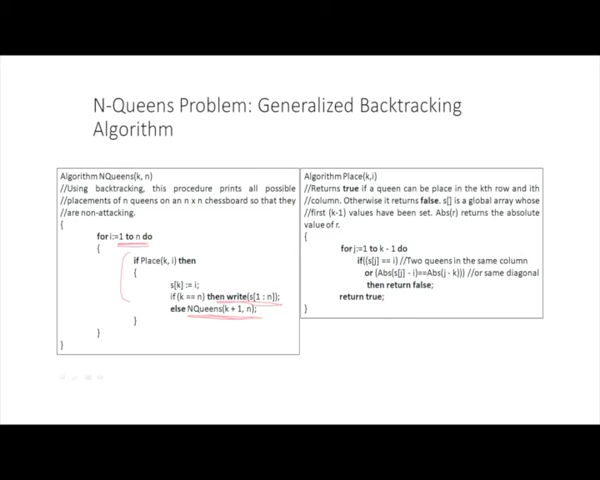 N-Queens Problem: Generalized Backtracking
Algorithm
Algorithm NQueens(k, n)
//Using backtracking, this procedure prints all possible
//placements of n queens on an n x n chessboard so that they
//are non-attacking.
{
for i:=1 to n do
{
if Place(k, i) then
{
s[k] := i;
if (k == n) then write(s[1 : n]);
else NQueens(k + 1, n);
}
}
}
Algorithm Place(k,i)
//Returns true if a queen can be place in the kth row and ith
//column. Otherwise it returns false. s[] is a global array whose
//first (k-1) values have been set. Abs(r) returns the absolute
value of r.
{
for j:=1 to k - 1 do
if((s[j] == i) //Two queens in the same column
or (Abs(s[j] - i)==Abs(j - k))) //or same diagonal
then return false;
return true;
}